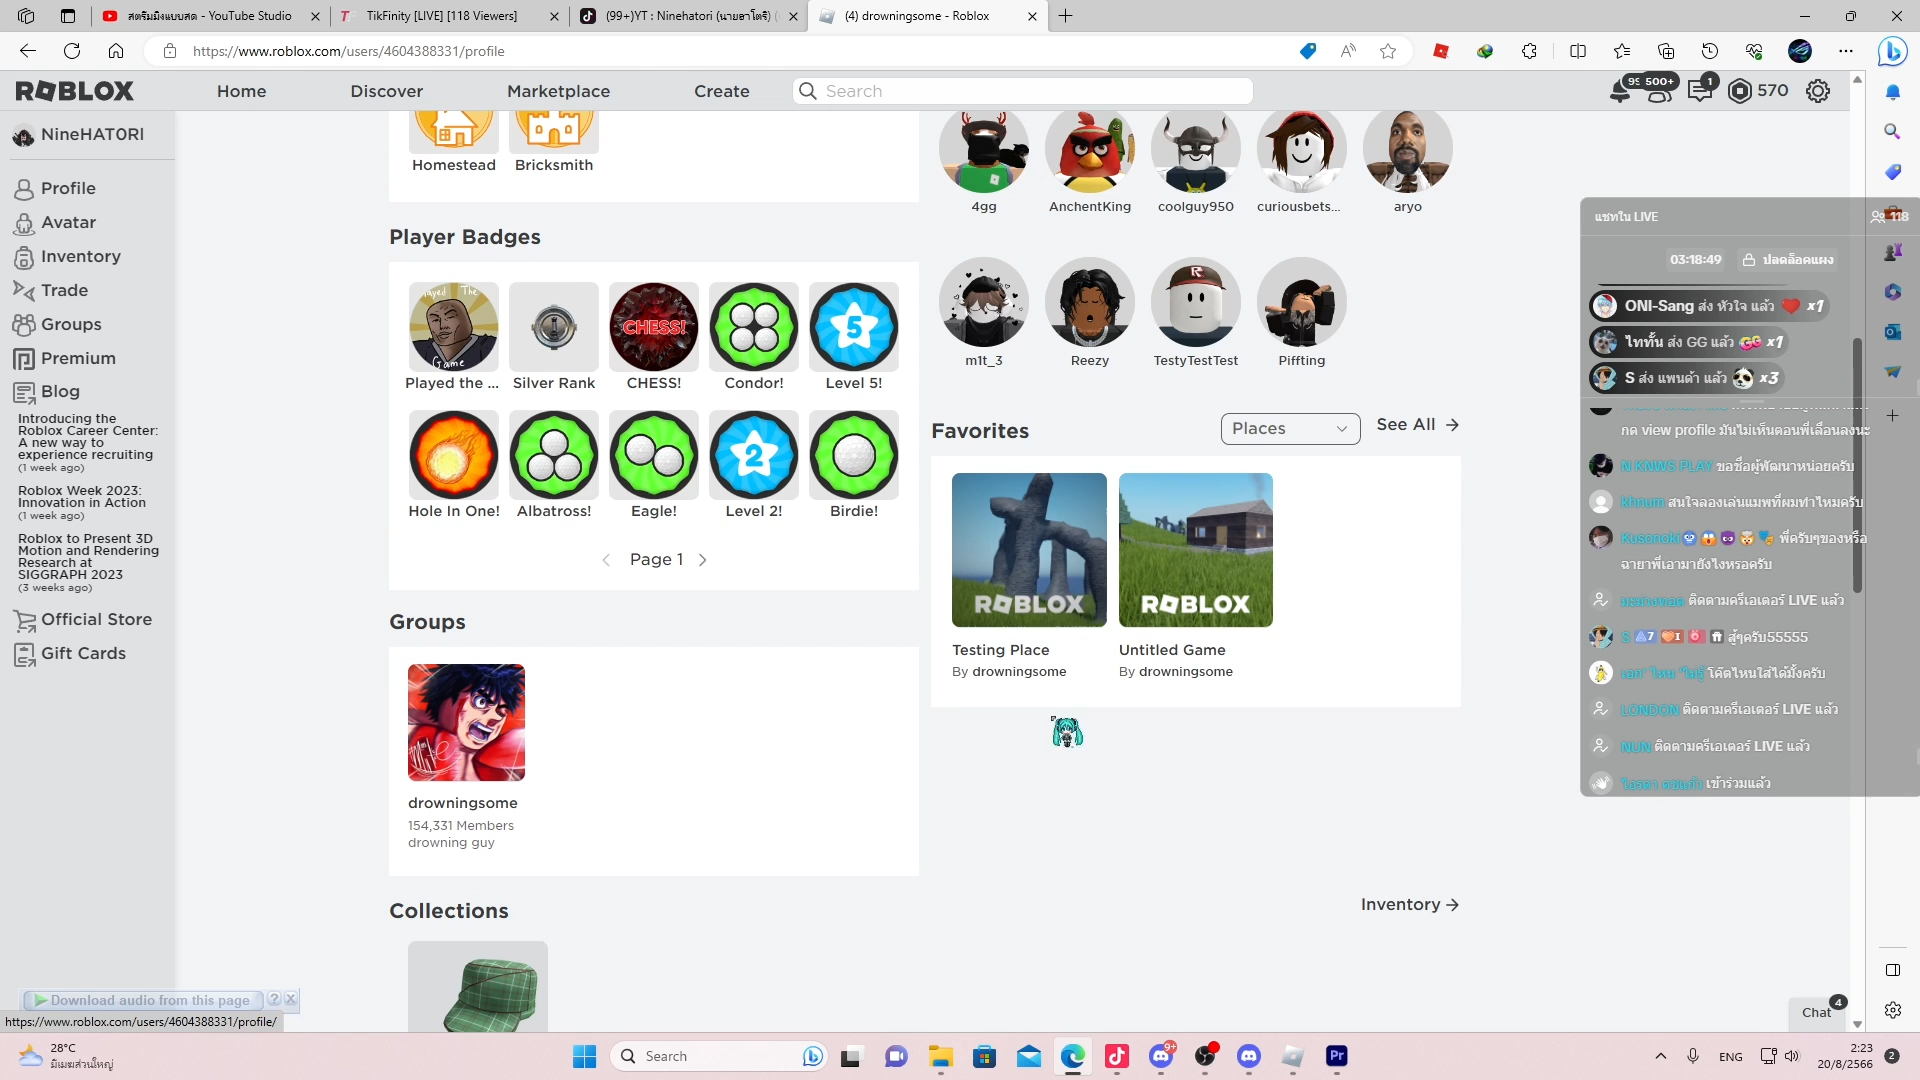 สตรีมมิงแบบสด - YouTube Studio
TikFinity [LIVE] [118 Viewers]
(99+)YT : Ninehatori (นายฮาโตริ) (
(4) drowningsome - Roblox
https://www.roblox.com/users/4604388331/profile
ROBLOX
Home
Discover
Marketplace
Create
Search
99
500+
1
570
NineHAT0RI
Profile
Avatar
Inventory
Trade
Groups
Premium
Blog
Introducing the
Roblox Career Center:
A new way to
experience recruiting
(1 week ago)
Roblox Week 2023:
Innovation in Action
(1 week ago)
Roblox to Present 3D
Motion and Rendering
Research at
SIGGRAPH 2023
(3 weeks ago)
Official Store
Gift Cards
Homestead
Bricksmith
Player Badges
Played The
Game
CHESS!
5
Played the ...
Silver Rank
CHESS!
Condor!
Level 5!
2
Hole In One!
Albatross!
Eagle!
Level 2!
Birdie!
Page 1
Groups
drowningsome
154,331 Members
drowning guy
Collections
4gg
AnchentKing
coolguy950
curiousbets...
aryo
m1t_3
Reezy
TestyTestTest
Piffting
Favorites
Places
See All
ROBLOX
ROBLOX
Testing Place
By drowningsome
Untitled Game
By drowningsome
Inventory
แชทใน LIVE
118
03:18:49
ปลดล็อคแผง
ONI-Sang ส่ง หัวใจ แล้ว x1
ไททั้น ส่ง GG แล้ว x1
S ส่ง แพนด้า แล้ว x3
กด view profile มันไม่เห็นตอนพี่เลื่อนลงนะ
N KNWS PLAY ขอชื่อผู้พัฒนาหน่อยครับ
khnum สนใจลองเล่นแมพที่ผมทำไหมครับ
Kusanoki พี่ครับๆของหรือ
ฉายาพี่เอามายังไงหรอครับ
ติดตามครีเอเตอร์ LIVE แล้ว
S 7 I สู้ๆครับ55555
โค๊ดไหนใส่ได้มั้งครับ
LONDON ติดตามครีเอเตอร์ LIVE แล้ว
NUN ติดตามครีเอเตอร์ LIVE แล้ว
เข้าร่วมแล้ว
Chat
4
Download audio from this page
? X
https://www.roblox.com/users/4604388331/profile/
28°C
มีเมฆส่วนใหญ่
Search
9+
Pr
ENG
2:23
20/8/2566
2